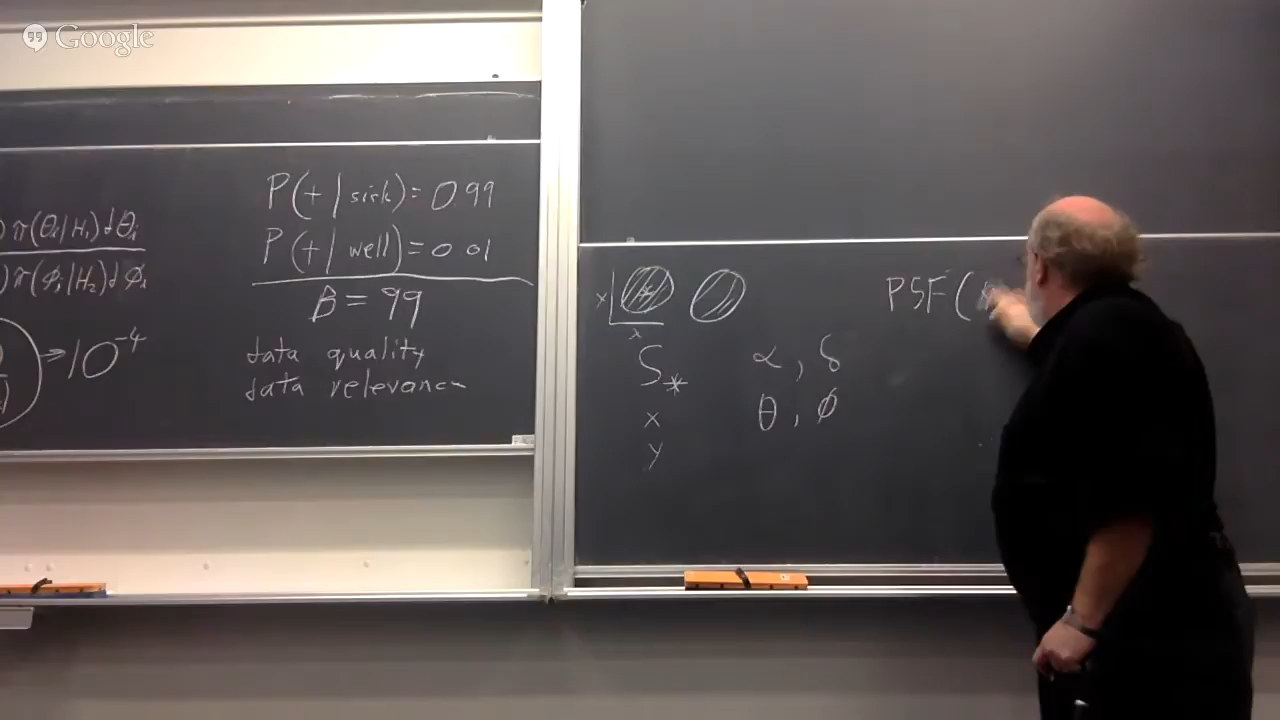 Google
) π(θ₁|H₁)dθ₁
) π(ϕ₁|H₂)dϕ₁
→ 10⁻⁴
P(+|sick)=0.99
P(+|well)=0.01
B=99
data quality
data relevance
x
S*
x
y
α, δ
θ, ϕ
PSF(